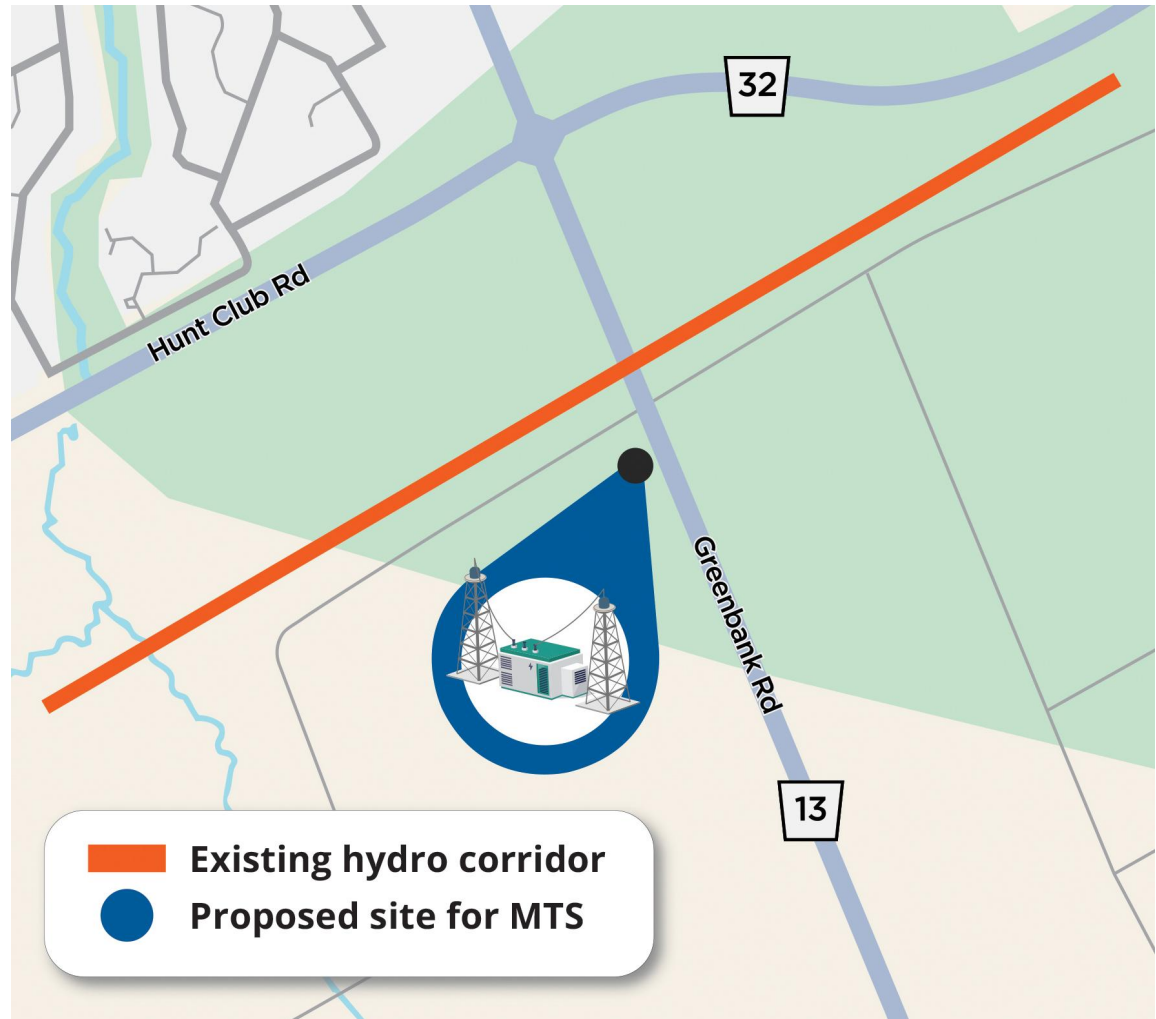 32
Hunt Club Rd
Greenbank Rd
13
Existing hydro corridor
Proposed site for MTS